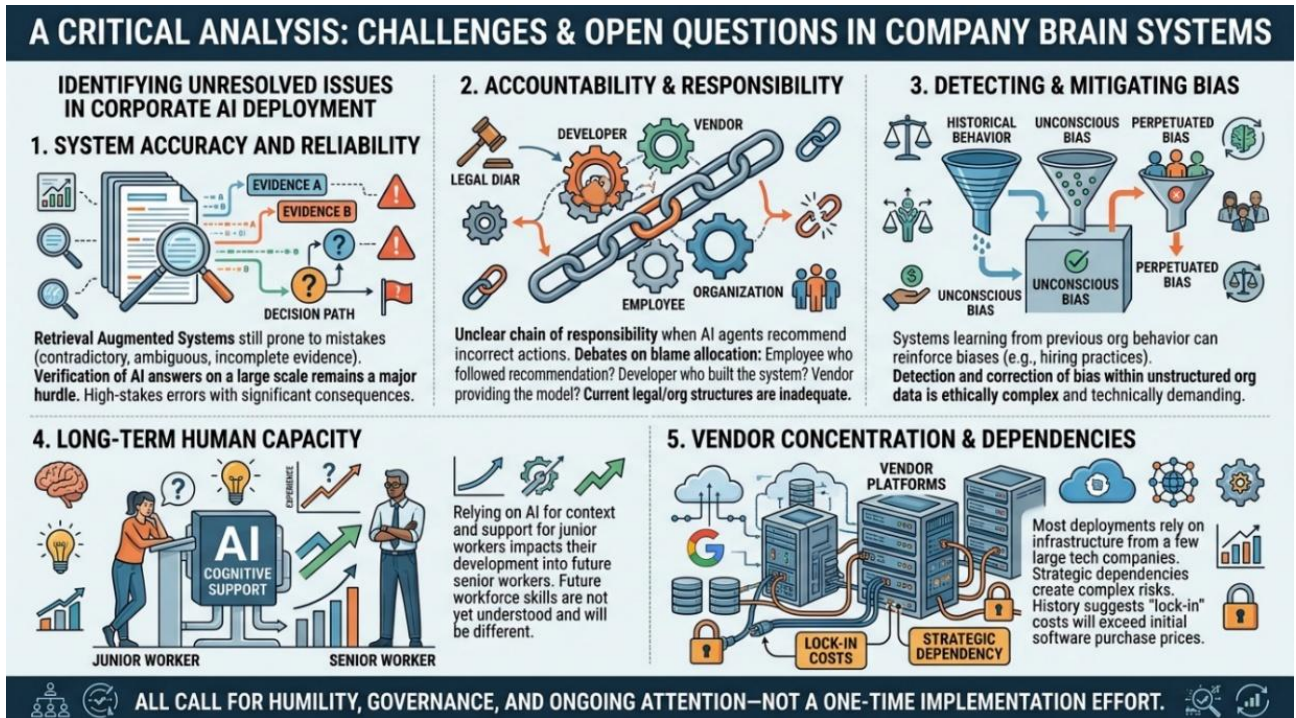 A CRITICAL ANALYSIS: CHALLENGES & OPEN QUESTIONS IN COMPANY BRAIN SYSTEMS
IDENTIFYING UNRESOLVED ISSUES
IN CORPORATE AI DEPLOYMENT
1. SYSTEM ACCURACY AND RELIABILITY
EVIDENCE A
EVIDENCE B
DECISION PATH
Retrieval Augmented Systems still prone to mistakes
(contradictory, ambiguous, incomplete evidence).
Verification of AI answers on a large scale remains a major
hurdle. High-stakes errors with significant consequences.
2. ACCOUNTABILITY & RESPONSIBILITY
DEVELOPER
VENDOR
LEGAL DIAR
EMPLOYEE
ORGANIZATION
Unclear chain of responsibility when AI agents recommend
incorrect actions. Debates on blame allocation: Employee who
followed recommendation? Developer who built the system? Vendor
providing the model? Current legal/org structures are inadequate.
3. DETECTING & MITIGATING BIAS
HISTORICAL
BEHAVIOR
UNCONSCIOUS
BIAS
PERPETUATED
BIAS
UNCONSCIOUS
BIAS
UNCONSCIOUS
BIAS
PERPETUATED
BIAS
Systems learning from previous org behavior can
reinforce biases (e.g., hiring practices).
Detection and correction of bias within unstructured org
data is ethically complex and technically demanding.
4. LONG-TERM HUMAN CAPACITY
?
EXPERIENCE
?
AI
COGNITIVE
SUPPORT
JUNIOR WORKER
SENIOR WORKER
Relying on AI for context
and support for junior
workers impacts their
development into future
senior workers. Future
workforce skills are not
yet understood and will
be different.
5. VENDOR CONCENTRATION & DEPENDENCIES
VENDOR
PLATFORMS
G
LOCK-IN
COSTS
STRATEGIC
DEPENDENCY
Most deployments rely on
infrastructure from a few
large tech companies.
Strategic dependencies
create complex risks.
History suggests "lock-in"
costs will exceed initial
software purchase prices.
ALL CALL FOR HUMILITY, GOVERNANCE, AND ONGOING ATTENTION—NOT A ONE-TIME IMPLEMENTATION EFFORT.